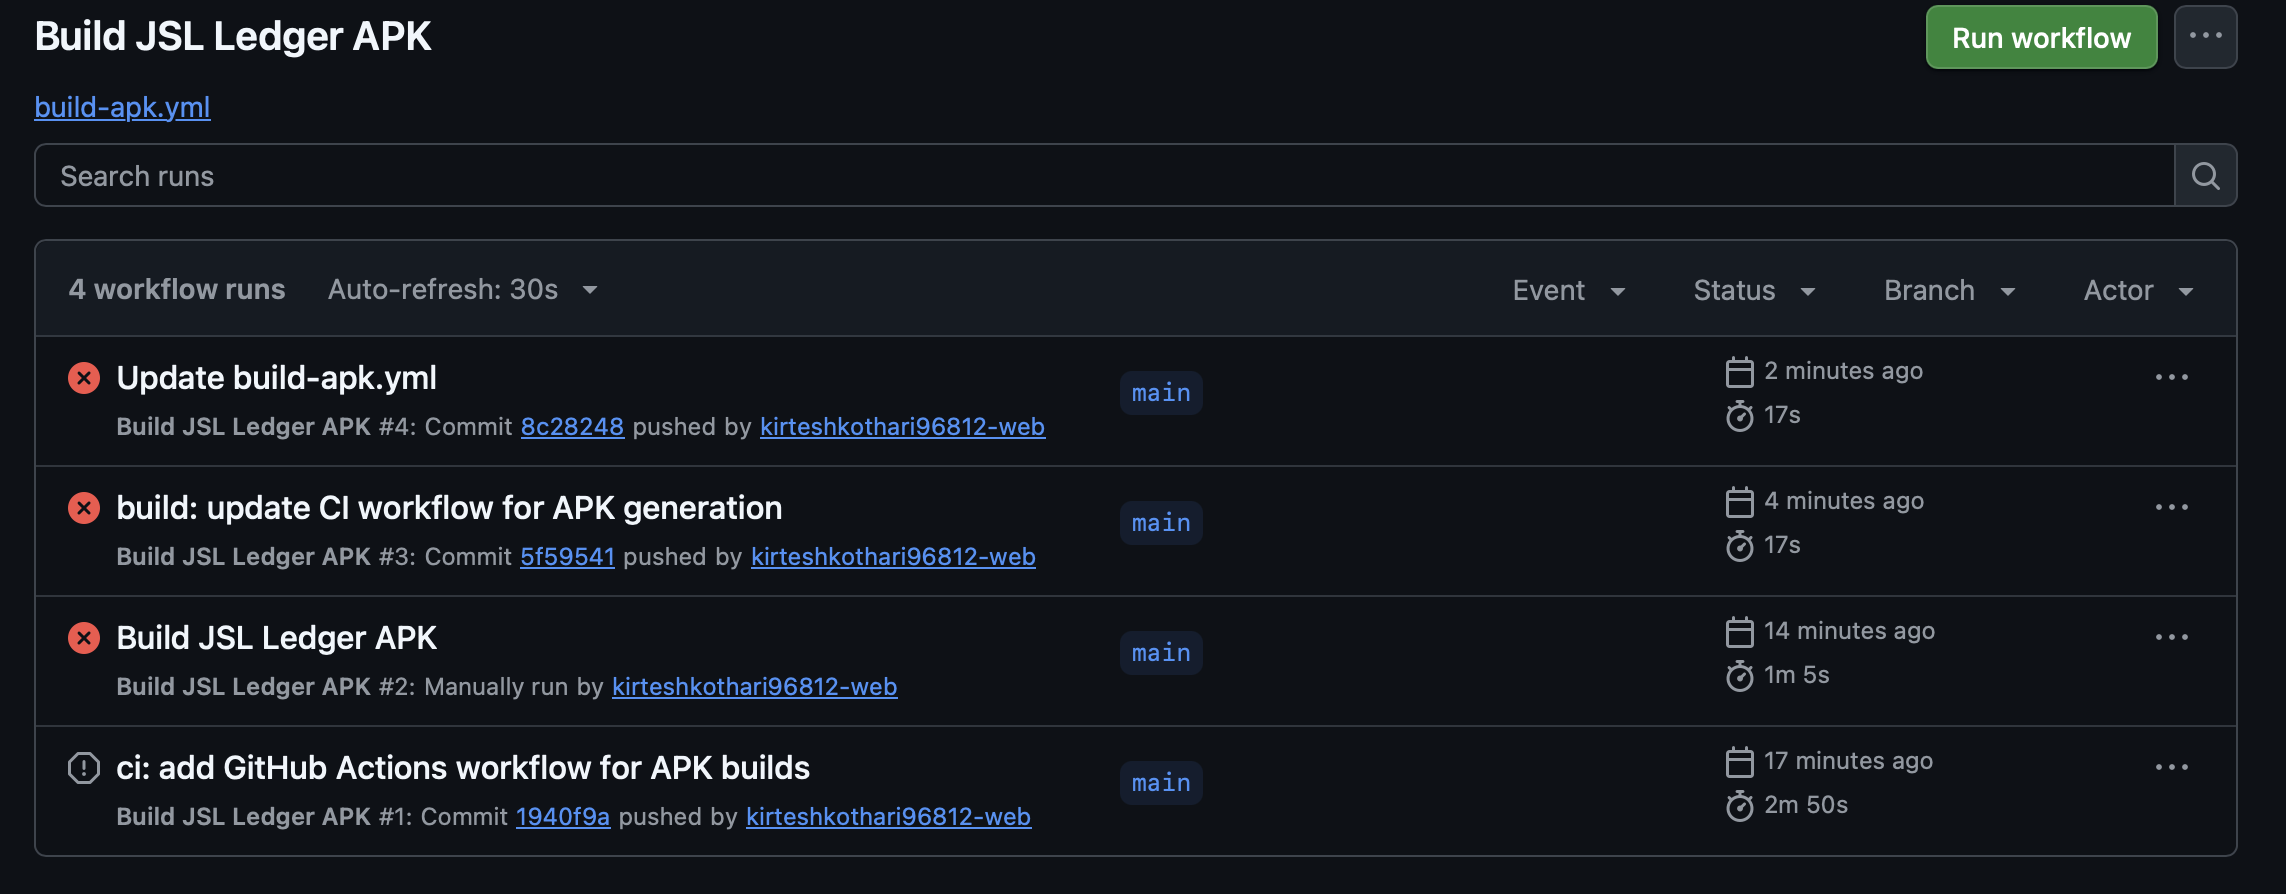 Build JSL Ledger APK
Run workflow
build-apk.yml
Search runs
4 workflow runs Auto-refresh: 30s Event Status Branch Actor
Update build-apk.yml
main
2 minutes ago
Build JSL Ledger APK #4: Commit 8c28248 pushed by kirteshkothari96812-web
17s
build: update CI workflow for APK generation
main
4 minutes ago
Build JSL Ledger APK #3: Commit 5f59541 pushed by kirteshkothari96812-web
17s
Build JSL Ledger APK
main
14 minutes ago
Build JSL Ledger APK #2: Manually run by kirteshkothari96812-web
1m 5s
ci: add GitHub Actions workflow for APK builds
main
17 minutes ago
Build JSL Ledger APK #1: Commit 1940f9a pushed by kirteshkothari96812-web
2m 50s